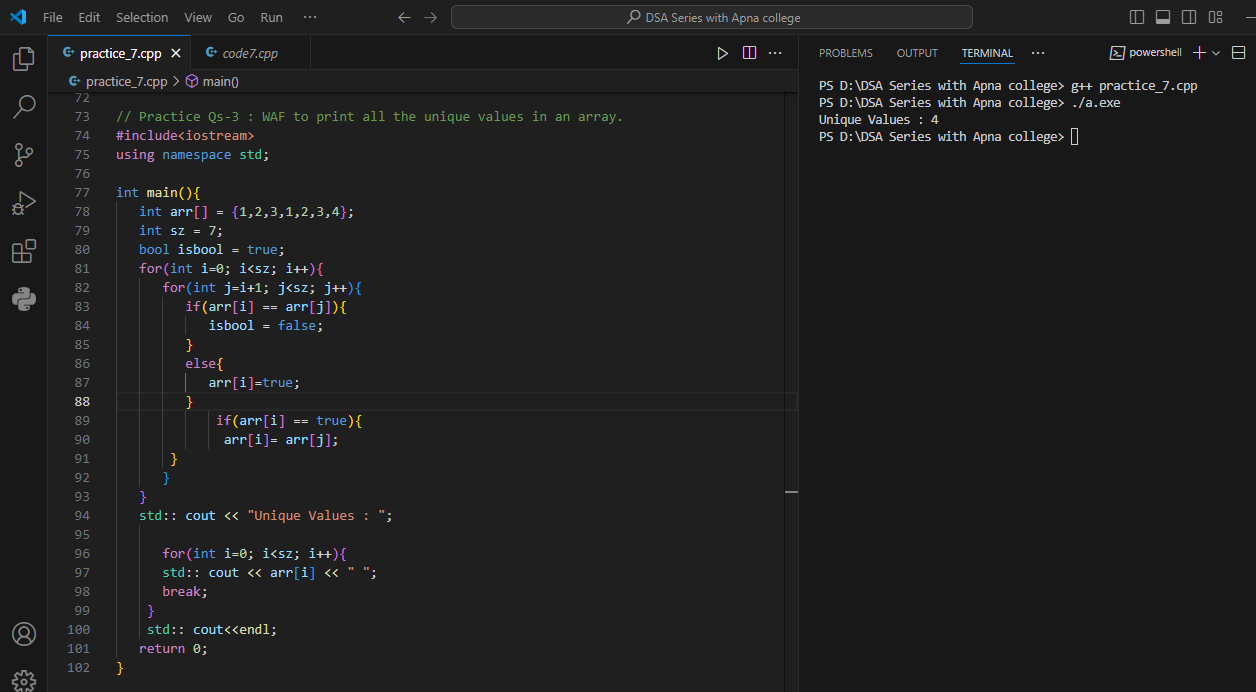 File Edit Selection View Go Run ··· DSA Series with Apna college
practice_7.cpp code7.cpp
practice_7.cpp > main()
72
73 // Practice Qs-3 : WAF to print all the unique values in an array.
74 #include<iostream>
75 using namespace std;
76
77 int main(){
78 int arr[] = {1,2,3,1,2,3,4};
79 int sz = 7;
80 bool isbool = true;
81 for(int i=0; i<sz; i++){
82 for(int j=i+1; j<sz; j++){
83 if(arr[i] == arr[j]){
84 isbool = false;
85 }
86 else{
87 arr[i]=true;
88 }
89 if(arr[i] == true){
90 arr[i]= arr[j];
91 }
92 }
93 }
94 std:: cout << "Unique Values : ";
95
96 for(int i=0; i<sz; i++){
97 std:: cout << arr[i] << " ";
98 break;
99 }
100 std:: cout<<endl;
101 return 0;
102 }
PROBLEMS OUTPUT TERMINAL ··· powershell
PS D:\DSA Series with Apna college> g++ practice_7.cpp
PS D:\DSA Series with Apna college> ./a.exe
Unique Values : 4
PS D:\DSA Series with Apna college>